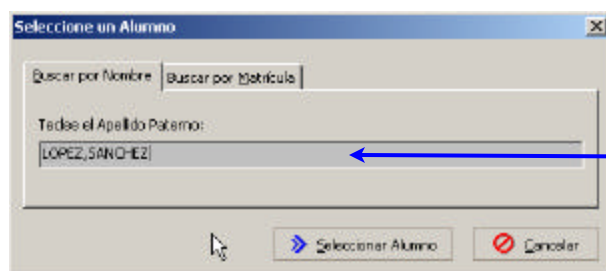 Seleccione un Alumno
Buscar por Nombre Buscar por Matrícula
Teclee el Apellido Paterno:
LOPEZ,SANCHEZ
Seleccionar Alumno Cancelar